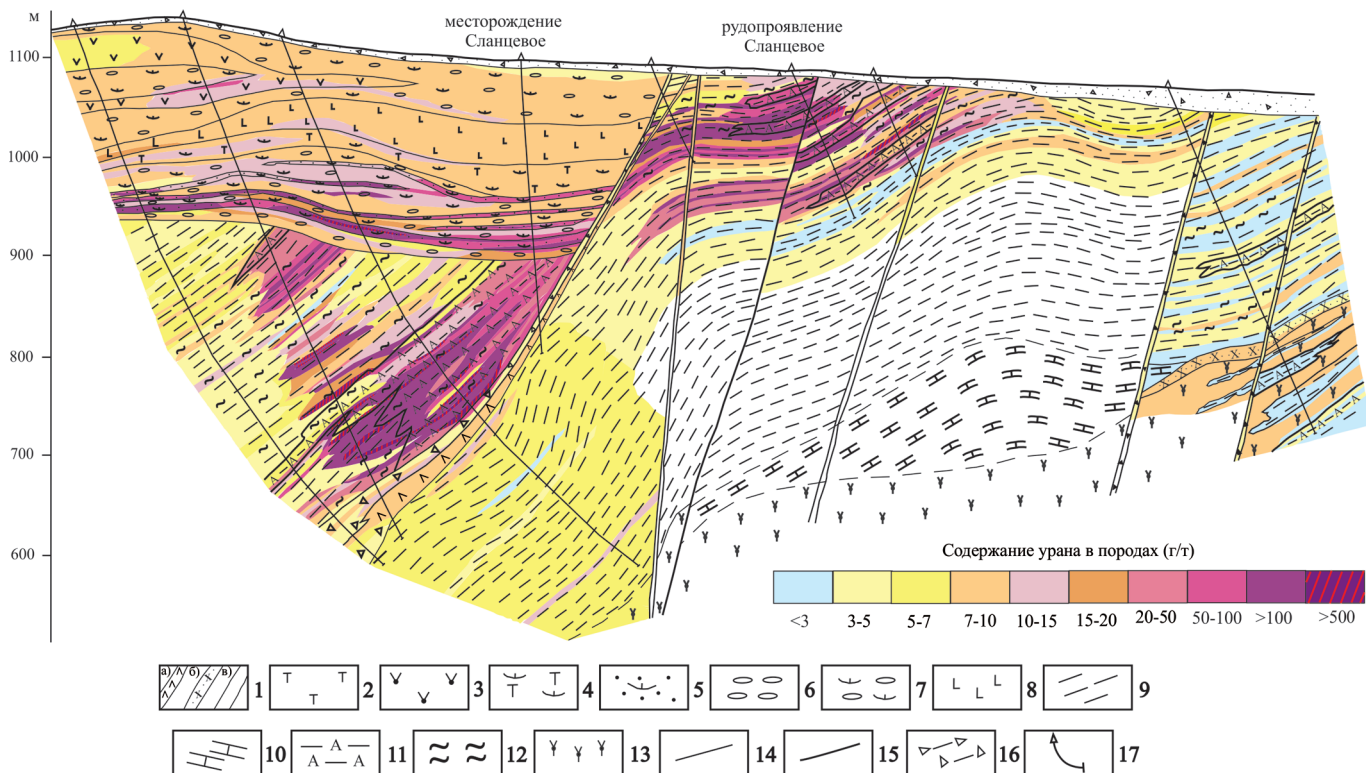 м
месторождение
Сланцевое
рудопроявление
Сланцевое
1100
1000
900
800
700
600
Содержание урана в породах (г/т)
<3 3-5 5-7 7-10 10-15 15-20 20-50 50-100 >100 >500
а) б) в) 1 2 3 4 5 6 7 8 9
10 11 12 13 14 15 16 17